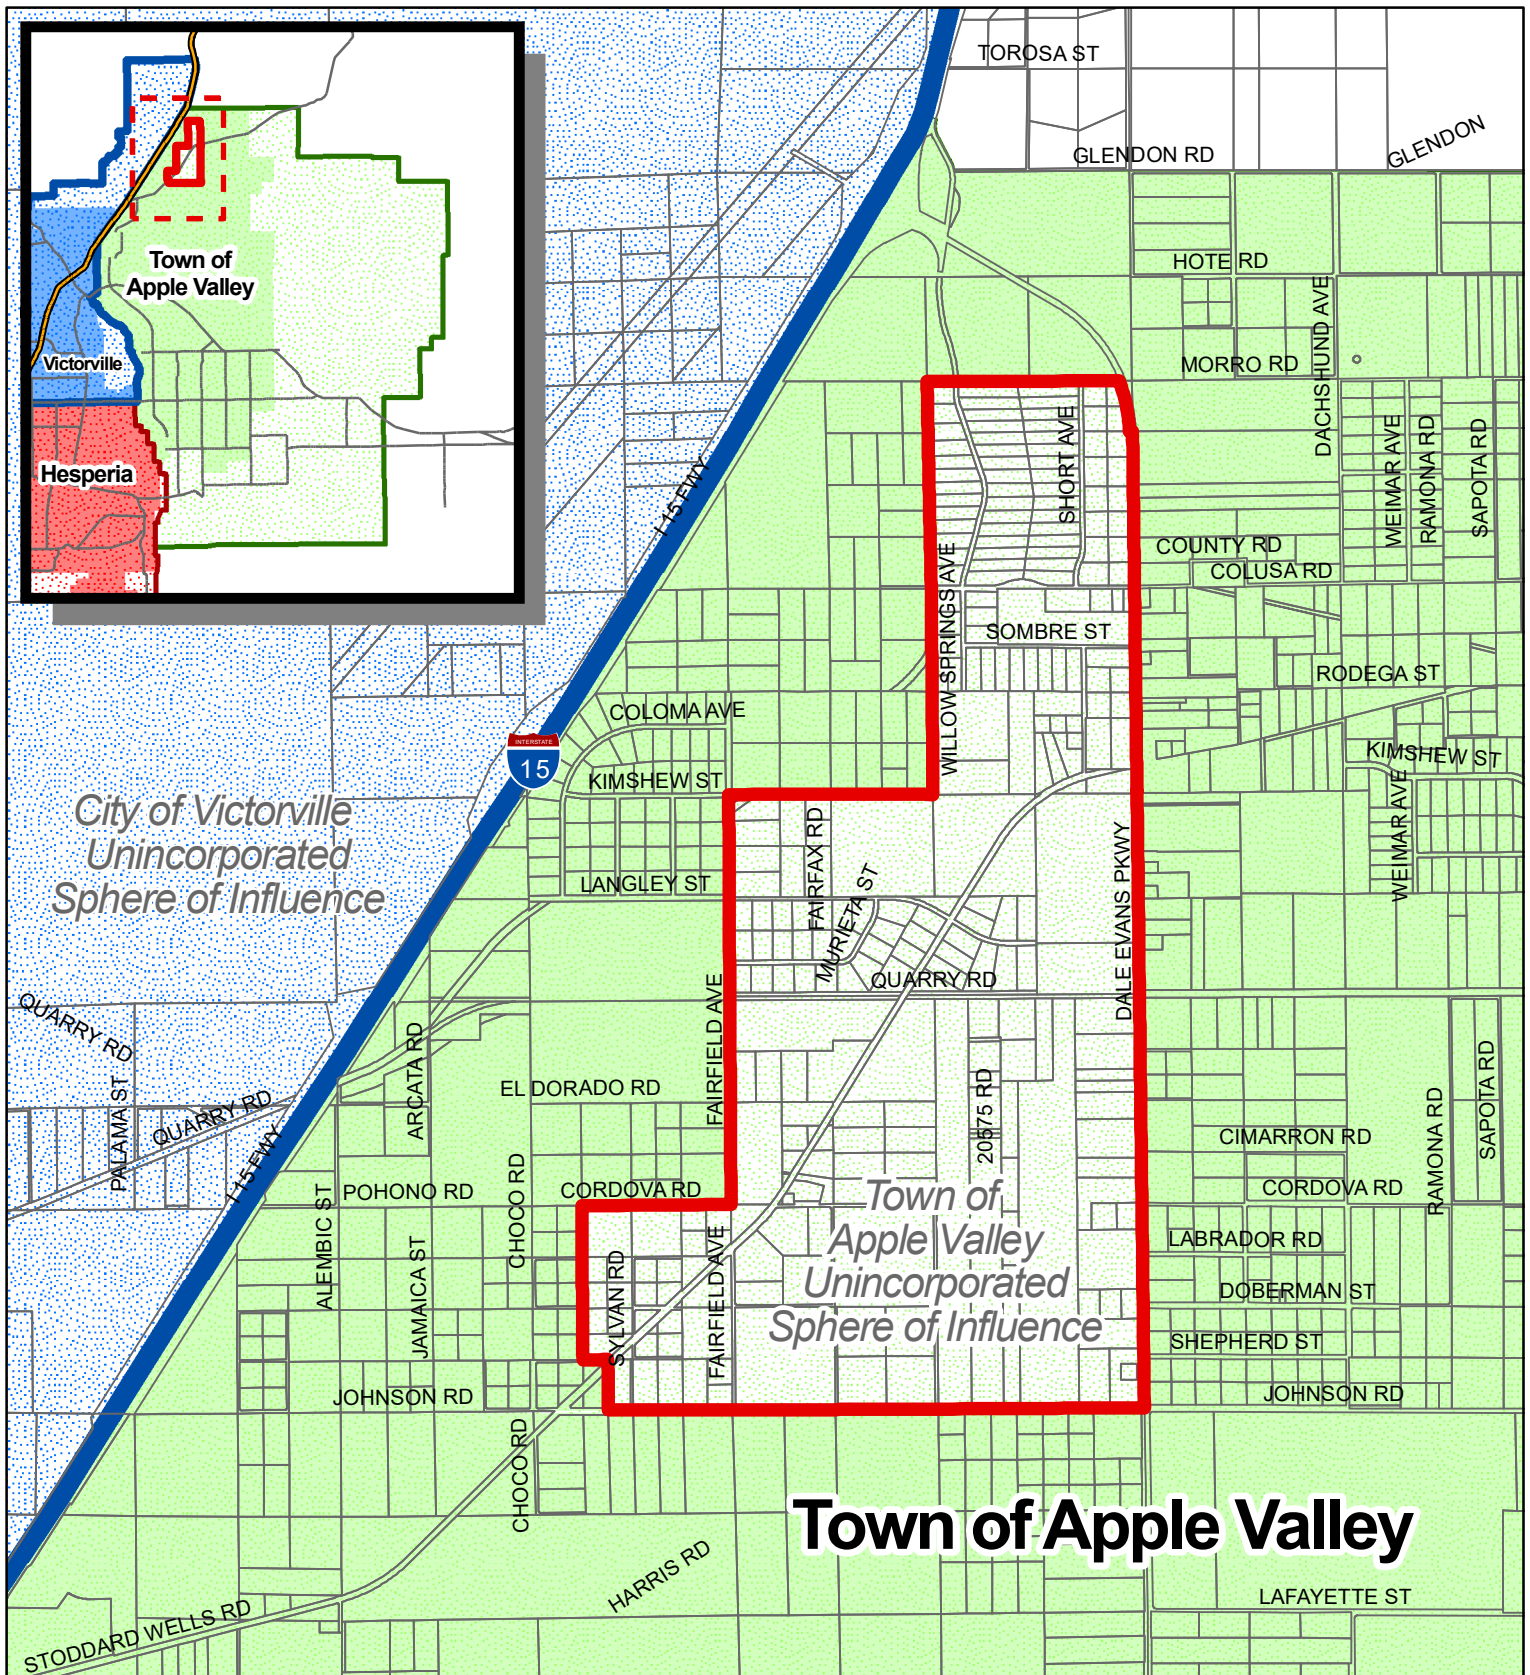 TOROSA ST
GLENDON RD
GLENDON
HOTE RD
DACHSHUND AVE
MORRO RD
Town of
Apple Valley
Victorville
Hesperia
SHORT AVE
WEIMAR AVE
RAMONA RD
SAPOTA RD
I 15 FWY
COUNTY RD
COLUSA RD
WILLOW SPRINGS AVE
SOMBRE ST
RODEGA ST
COLOMA AVE
INTERSTATE
15
KIMSHEW ST
KIMSHEW ST
WEIMAR AVE
City of Victorville
Unincorporated
Sphere of Influence
FAIRFAX RD
MURIETA ST
DALE EVANS PKWY
LANGLEY ST
QUARRY RD
FAIRFIELD AVE
QUARRY RD
PALAMA ST
QUARRY RD
ARCATA RD
EL DORADO RD
20575 RD
RAMONA RD
SAPOTA RD
CIMARRON RD
I 15 FWY
ALEMBIC ST
POHONO RD
CHOCO RD
CORDOVA RD
CORDOVA RD
Town of
Apple Valley
Unincorporated
Sphere of Influence
JAMAICA ST
SYLVAN RD
FAIRFIELD AVE
LABRADOR RD
DOBERMAN ST
SHEPHERD ST
JOHNSON RD
JOHNSON RD
CHOCO RD
Town of Apple Valley
HARRIS RD
LAFAYETTE ST
STODDARD WELLS RD